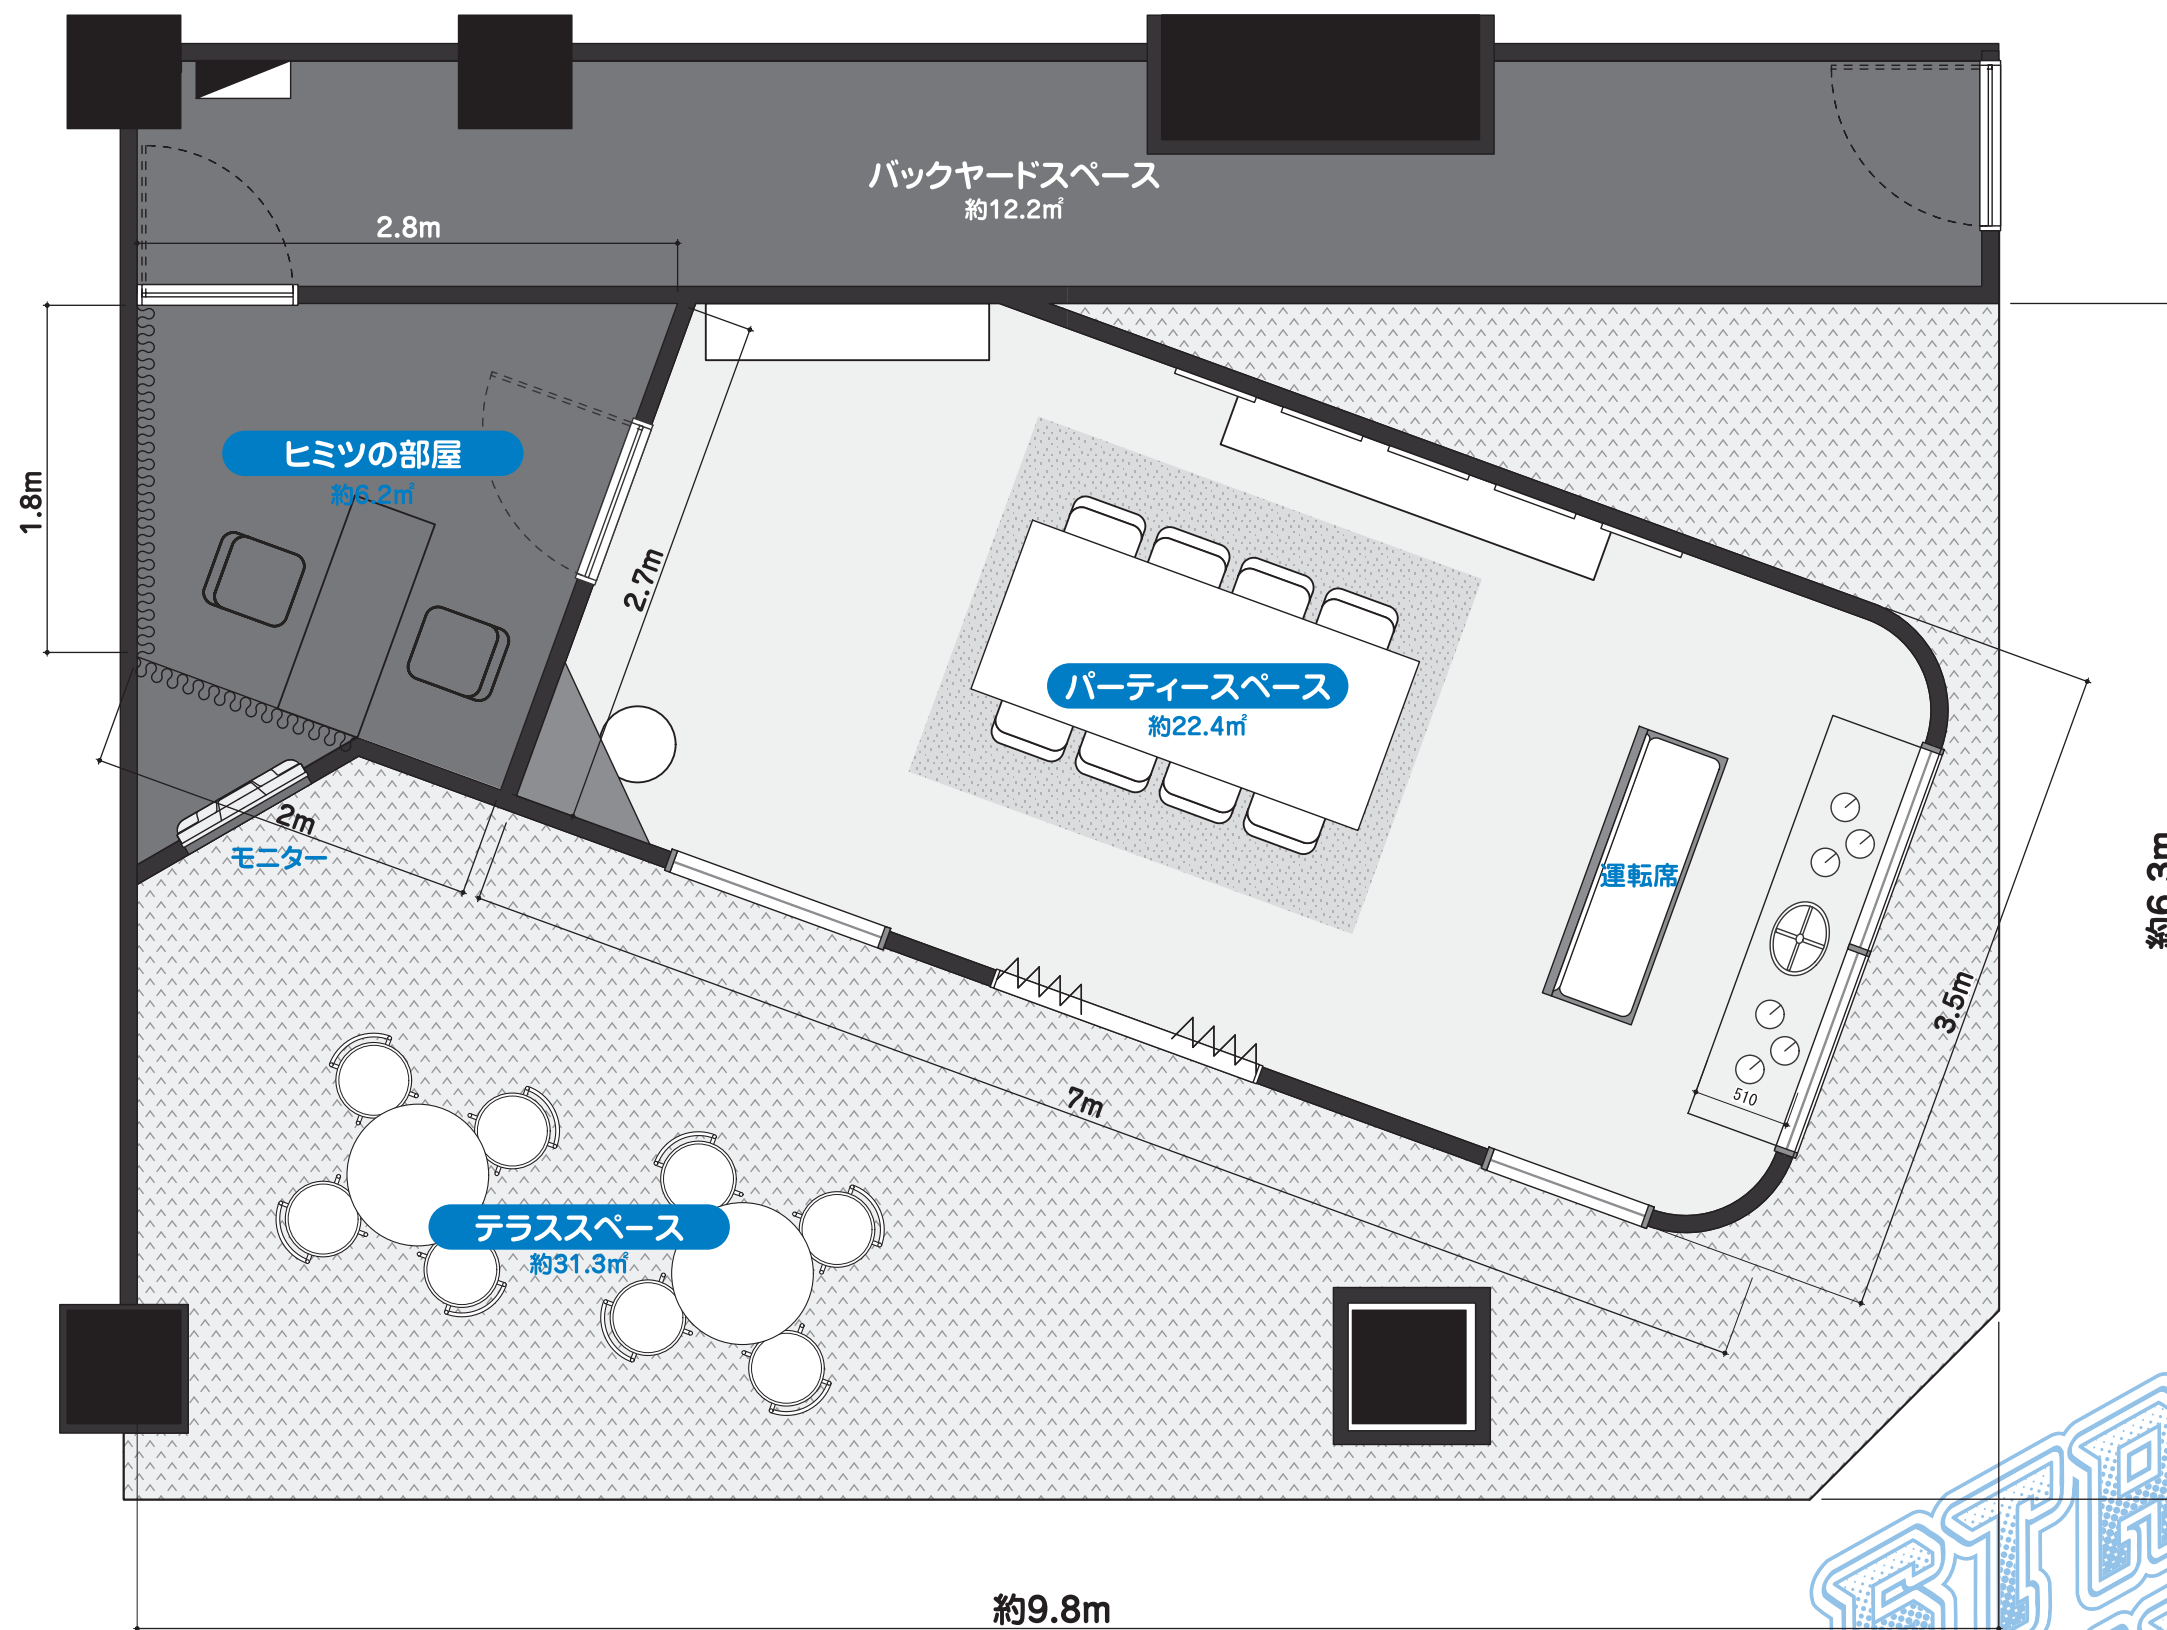 バックヤードスペース
約12.2㎡
2.8m
ヒミツの部屋
約6.2㎡
1.8m
2.7m
パーティースペース
約22.4㎡
運転席
2m
モニター
約6.3m
3.5m
510
7m
テラススペース
約31.3㎡
約9.8m